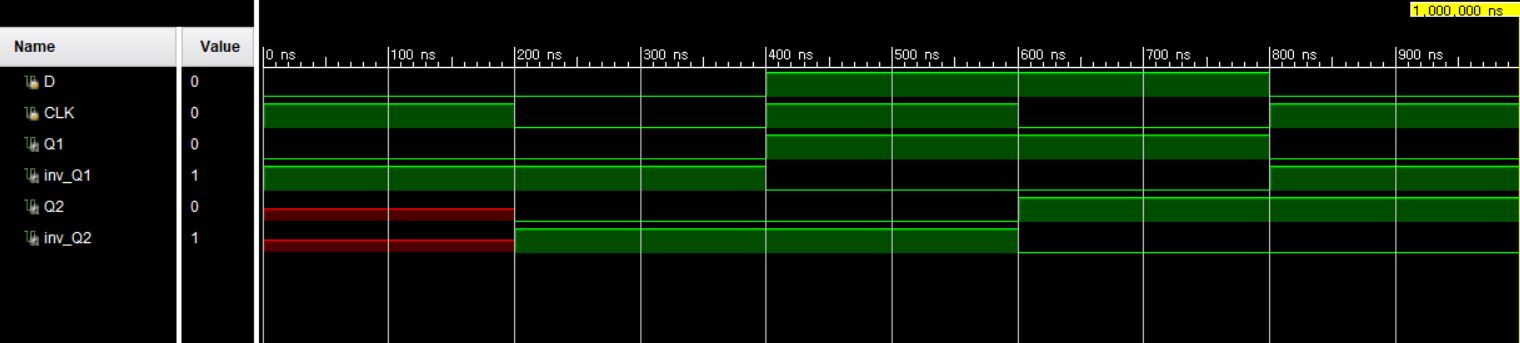 1,000,000 ns
Name Value
0 ns 100 ns 200 ns 300 ns 400 ns 500 ns 600 ns 700 ns 800 ns 900 ns
D 0
CLK 0
Q1 0
inv_Q1 1
Q2 0
inv_Q2 1